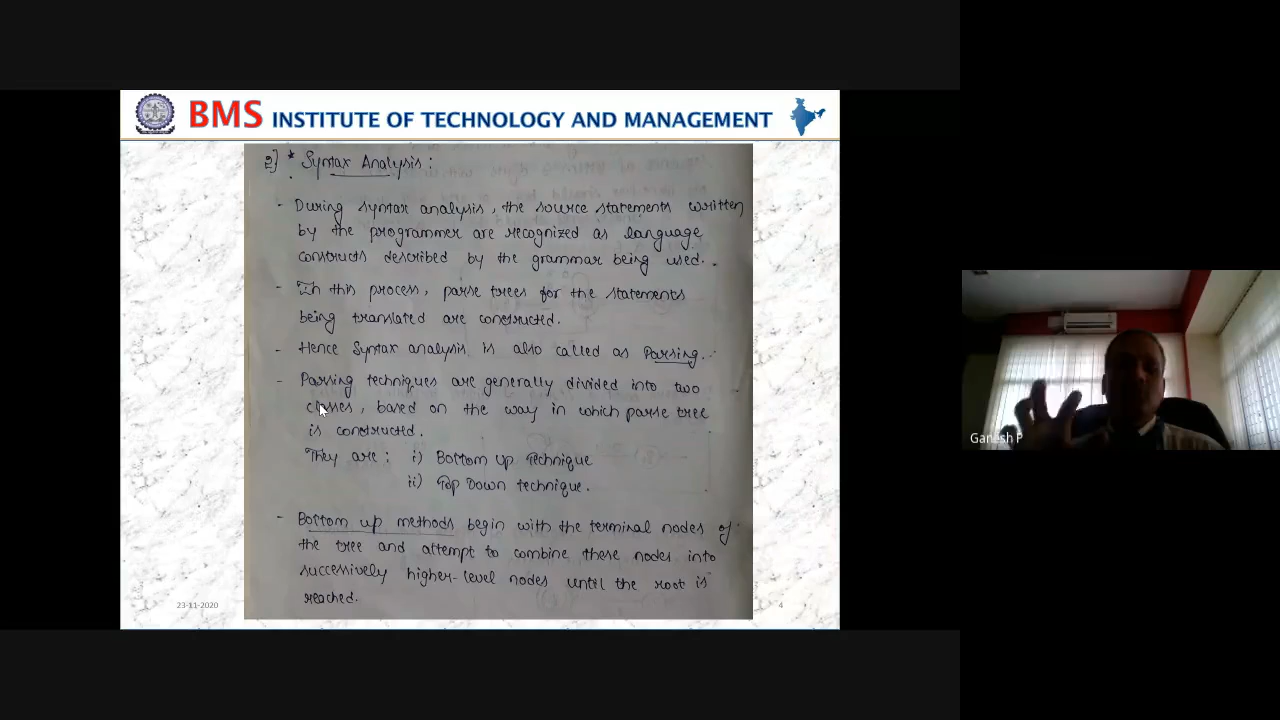 BMS INSTITUTE OF TECHNOLOGY AND MANAGEMENT
2] * Syntax Analysis :
- During syntax analysis, the source statements written
by the programmer are recognized as language
constructs described by the grammar being used.
- In this process, parse trees for the statements
being translated are constructed.
- Hence Syntax analysis is also called as Parsing.
- Parsing techniques are generally divided into two
classes, based on the way in which parse tree
is constructed.
They are : i) Bottom up Technique
ii) Top Down technique.
- Bottom up methods begin with the terminal nodes of
the tree and attempt to combine these nodes into
successively higher-level nodes until the root is
reached.
23-11-2020
4
Ganesh P